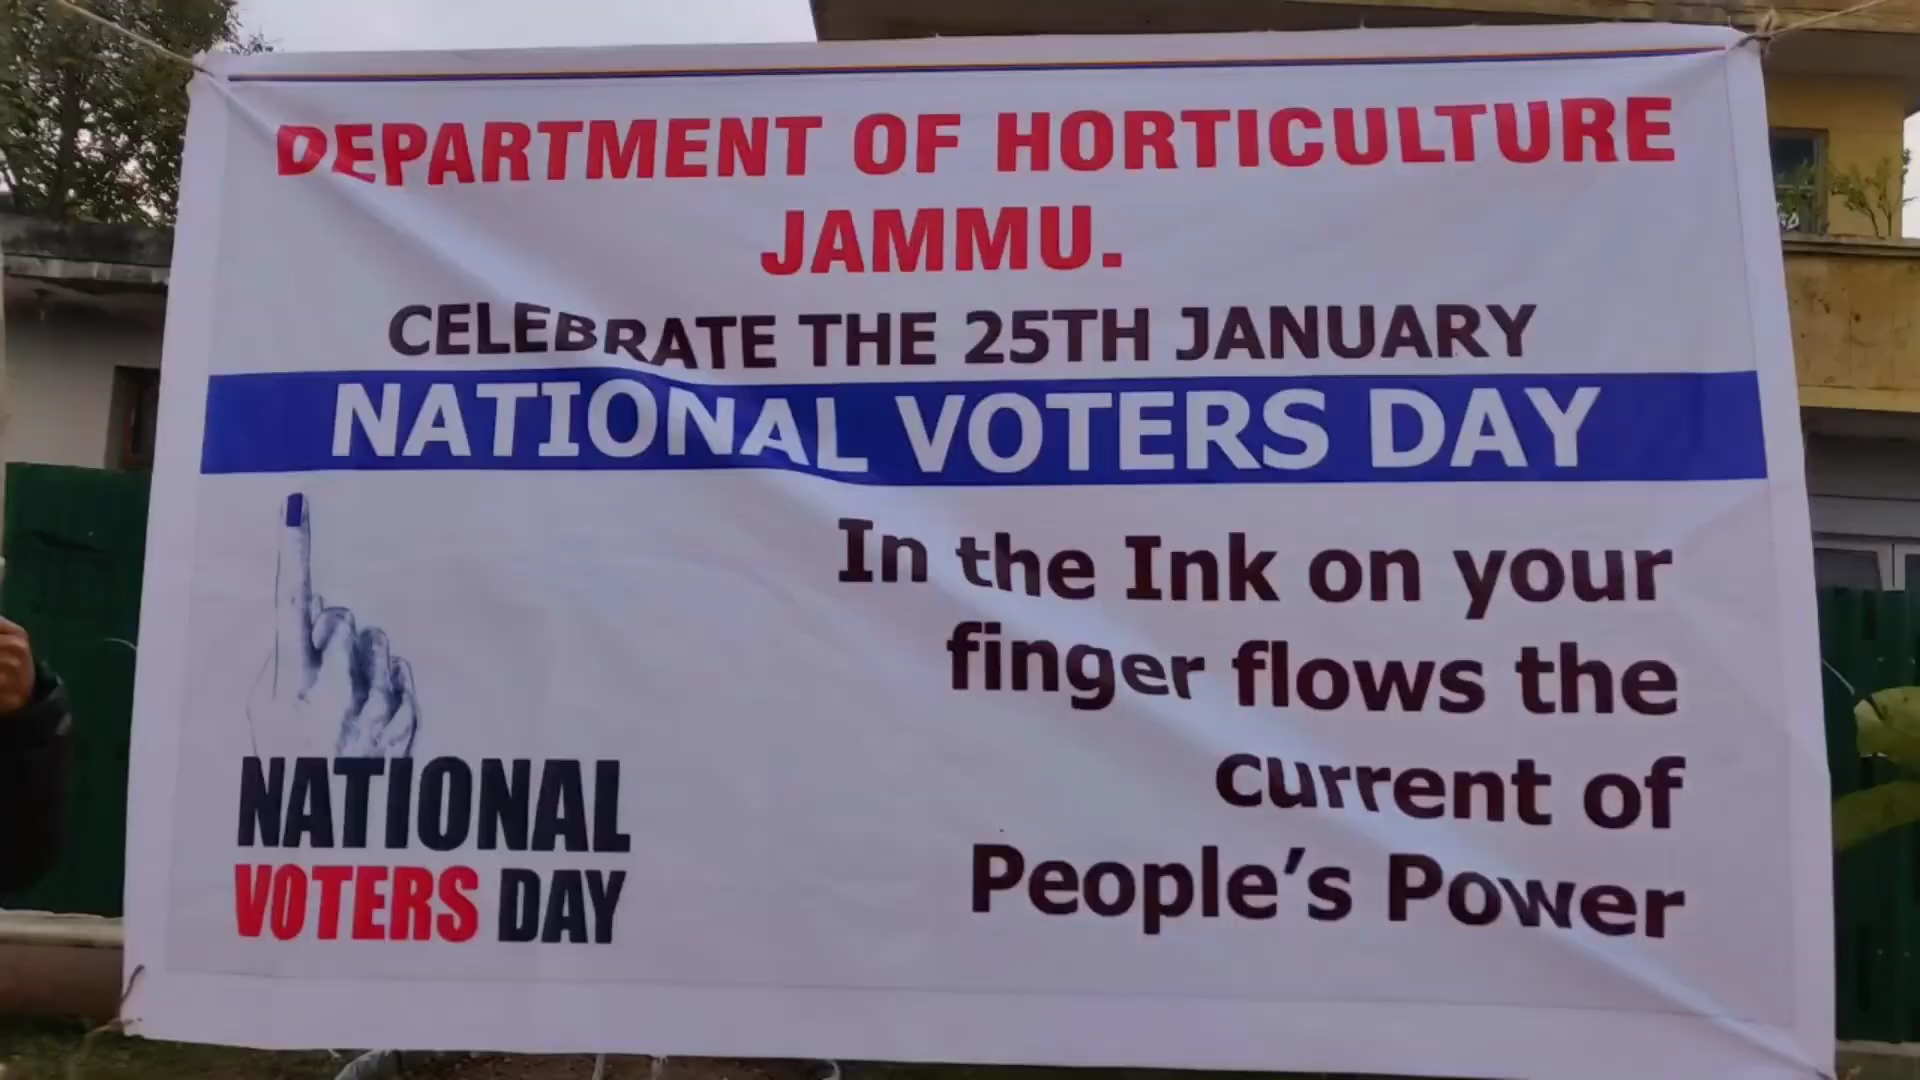 DEPARTMENT OF HORTICULTURE
JAMMU.
CELEBRATE THE 25TH JANUARY
NATIONAL VOTERS DAY
In the Ink on your
finger flows the
current of
People's Power
NATIONAL
VOTERS DAY